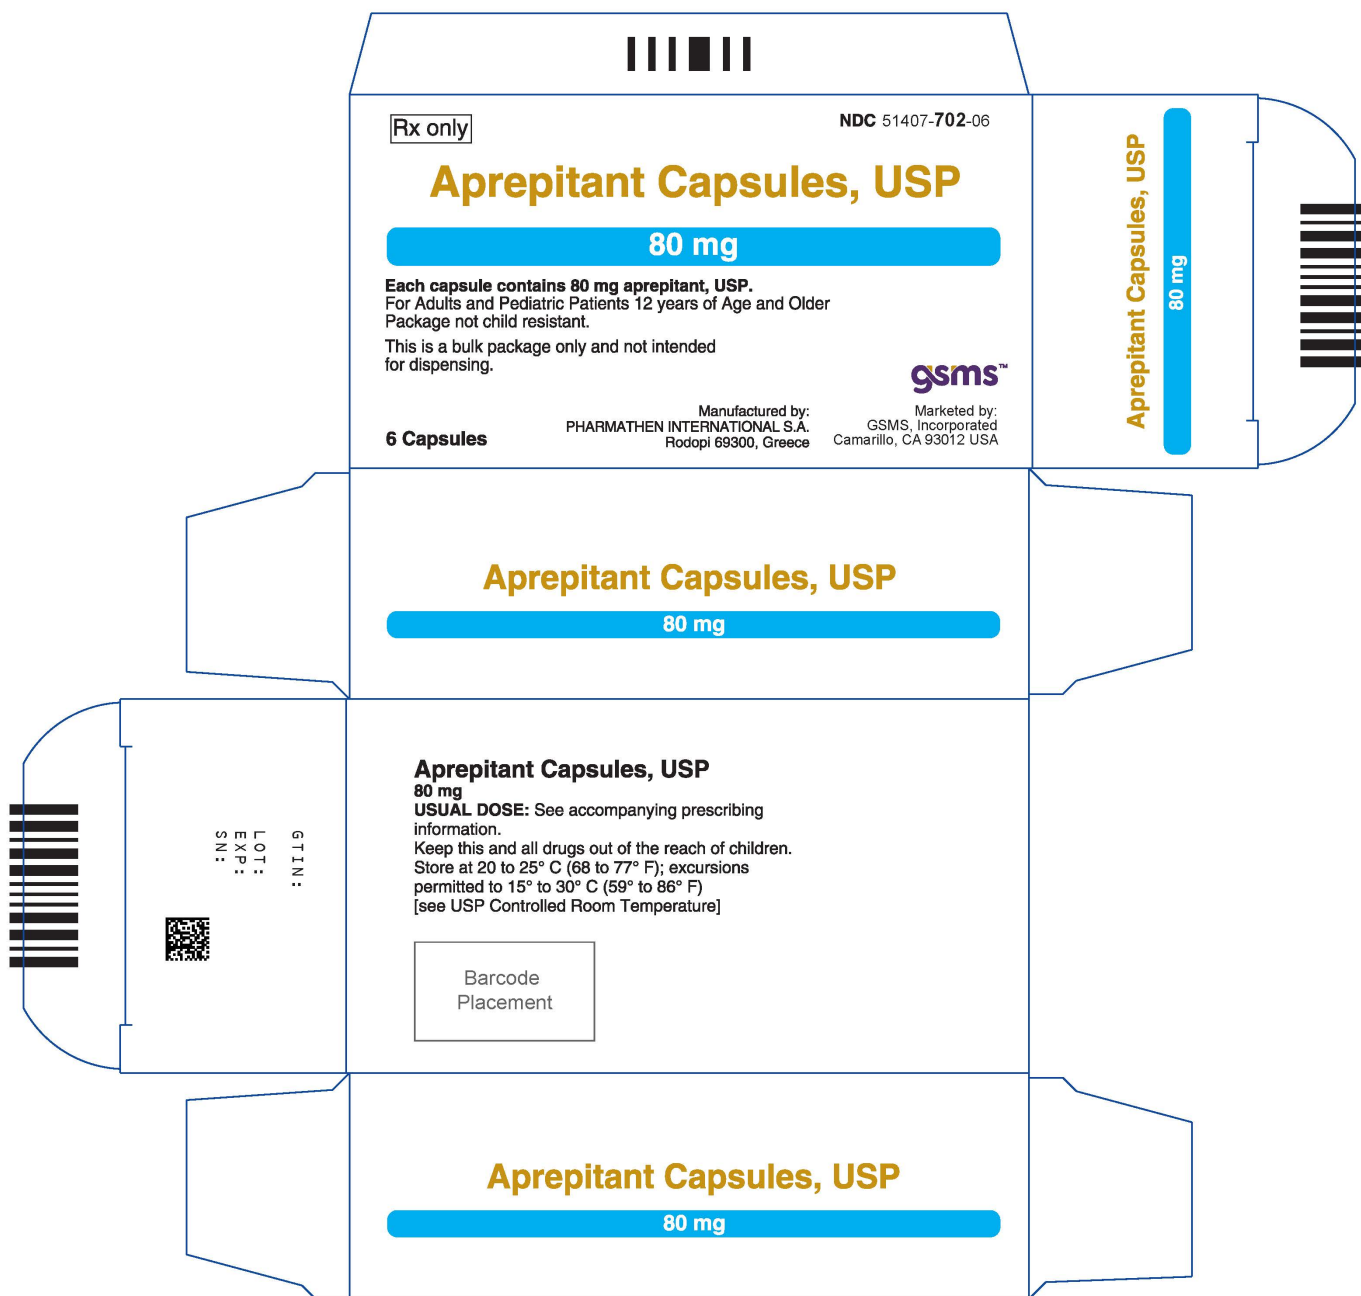 Rx only
NDC 51407-702-06
Aprepitant Capsules, USP
80 mg
Each capsule contains 80 mg aprepitant, USP.
For Adults and Pediatric Patients 12 years of Age and Older
Package not child resistant.
This is a bulk package only and not intended
for dispensing.
gsms™
6 Capsules
Manufactured by:
PHARMATHEN INTERNATIONAL S.A.
Rodopi 69300, Greece
Marketed by:
GSMS, Incorporated
Camarillo, CA 93012 USA
Aprepitant Capsules, USP
80 mg
Aprepitant Capsules, USP
80 mg
GTIN:
LOT:
EXP:
SN:
Aprepitant Capsules, USP
80 mg
USUAL DOSE: See accompanying prescribing
information.
Keep this and all drugs out of the reach of children.
Store at 20 to 25° C (68 to 77° F); excursions
permitted to 15° to 30° C (59° to 86° F)
[see USP Controlled Room Temperature]
Barcode
Placement
Aprepitant Capsules, USP
80 mg